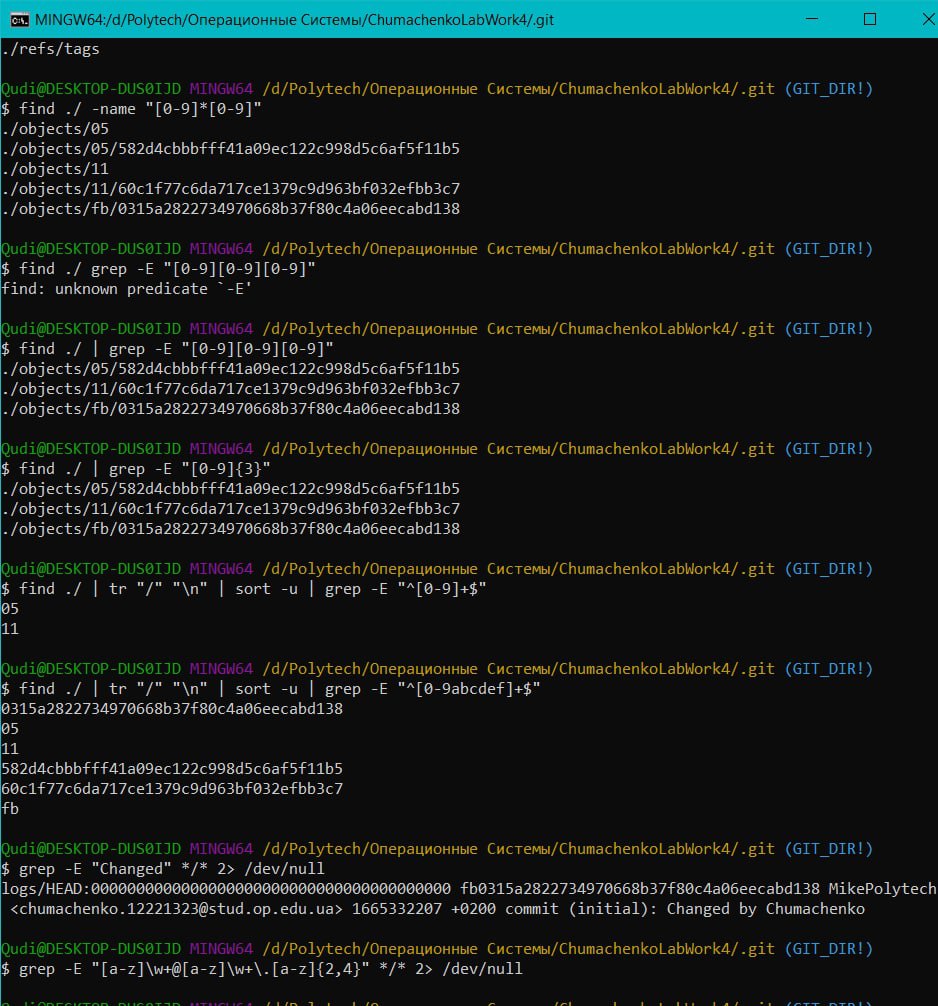 MINGW64:/d/Polytech/Операционные Системы/ChumachenkoLabWork4/.git
./refs/tags
Qudi@DESKTOP-DUS0IJD MINGW64 /d/Polytech/Операционные Системы/ChumachenkoLabWork4/.git (GIT_DIR!)
$ find ./ -name "[0-9]*[0-9]"
./objects/05
./objects/05/582d4cbbbfff41a09ec122c998d5c6af5f11b5
./objects/11
./objects/11/60c1f77c6da717ce1379c9d963bf032efbb3c7
./objects/fb/0315a2822734970668b37f80c4a06eecabd138
Qudi@DESKTOP-DUS0IJD MINGW64 /d/Polytech/Операционные Системы/ChumachenkoLabWork4/.git (GIT_DIR!)
$ find ./ grep -E "[0-9][0-9][0-9]"
find: unknown predicate `-E'
Qudi@DESKTOP-DUS0IJD MINGW64 /d/Polytech/Операционные Системы/ChumachenkoLabWork4/.git (GIT_DIR!)
$ find ./ | grep -E "[0-9][0-9][0-9]"
./objects/05/582d4cbbbfff41a09ec122c998d5c6af5f11b5
./objects/11/60c1f77c6da717ce1379c9d963bf032efbb3c7
./objects/fb/0315a2822734970668b37f80c4a06eecabd138
Qudi@DESKTOP-DUS0IJD MINGW64 /d/Polytech/Операционные Системы/ChumachenkoLabWork4/.git (GIT_DIR!)
$ find ./ | grep -E "[0-9]{3}"
./objects/05/582d4cbbbfff41a09ec122c998d5c6af5f11b5
./objects/11/60c1f77c6da717ce1379c9d963bf032efbb3c7
./objects/fb/0315a2822734970668b37f80c4a06eecabd138
Qudi@DESKTOP-DUS0IJD MINGW64 /d/Polytech/Операционные Системы/ChumachenkoLabWork4/.git (GIT_DIR!)
$ find ./ | tr "/" "\n" | sort -u | grep -E "^[0-9]+$"
05
11
Qudi@DESKTOP-DUS0IJD MINGW64 /d/Polytech/Операционные Системы/ChumachenkoLabWork4/.git (GIT_DIR!)
$ find ./ | tr "/" "\n" | sort -u | grep -E "^[0-9abcdef]+$"
0315a2822734970668b37f80c4a06eecabd138
05
11
582d4cbbbfff41a09ec122c998d5c6af5f11b5
60c1f77c6da717ce1379c9d963bf032efbb3c7
fb
Qudi@DESKTOP-DUS0IJD MINGW64 /d/Polytech/Операционные Системы/ChumachenkoLabWork4/.git (GIT_DIR!)
$ grep -E "Changed" */* 2> /dev/null
logs/HEAD:0000000000000000000000000000000000000000 fb0315a2822734970668b37f80c4a06eecabd138 MikePolytech
<chumachenko.12221323@stud.op.edu.ua> 1665332207 +0200 commit (initial): Changed by Chumachenko
Qudi@DESKTOP-DUS0IJD MINGW64 /d/Polytech/Операционные Системы/ChumachenkoLabWork4/.git (GIT_DIR!)
$ grep -E "[a-z]\w+@[a-z]\w+\.[a-z]{2,4}" */* 2> /dev/null